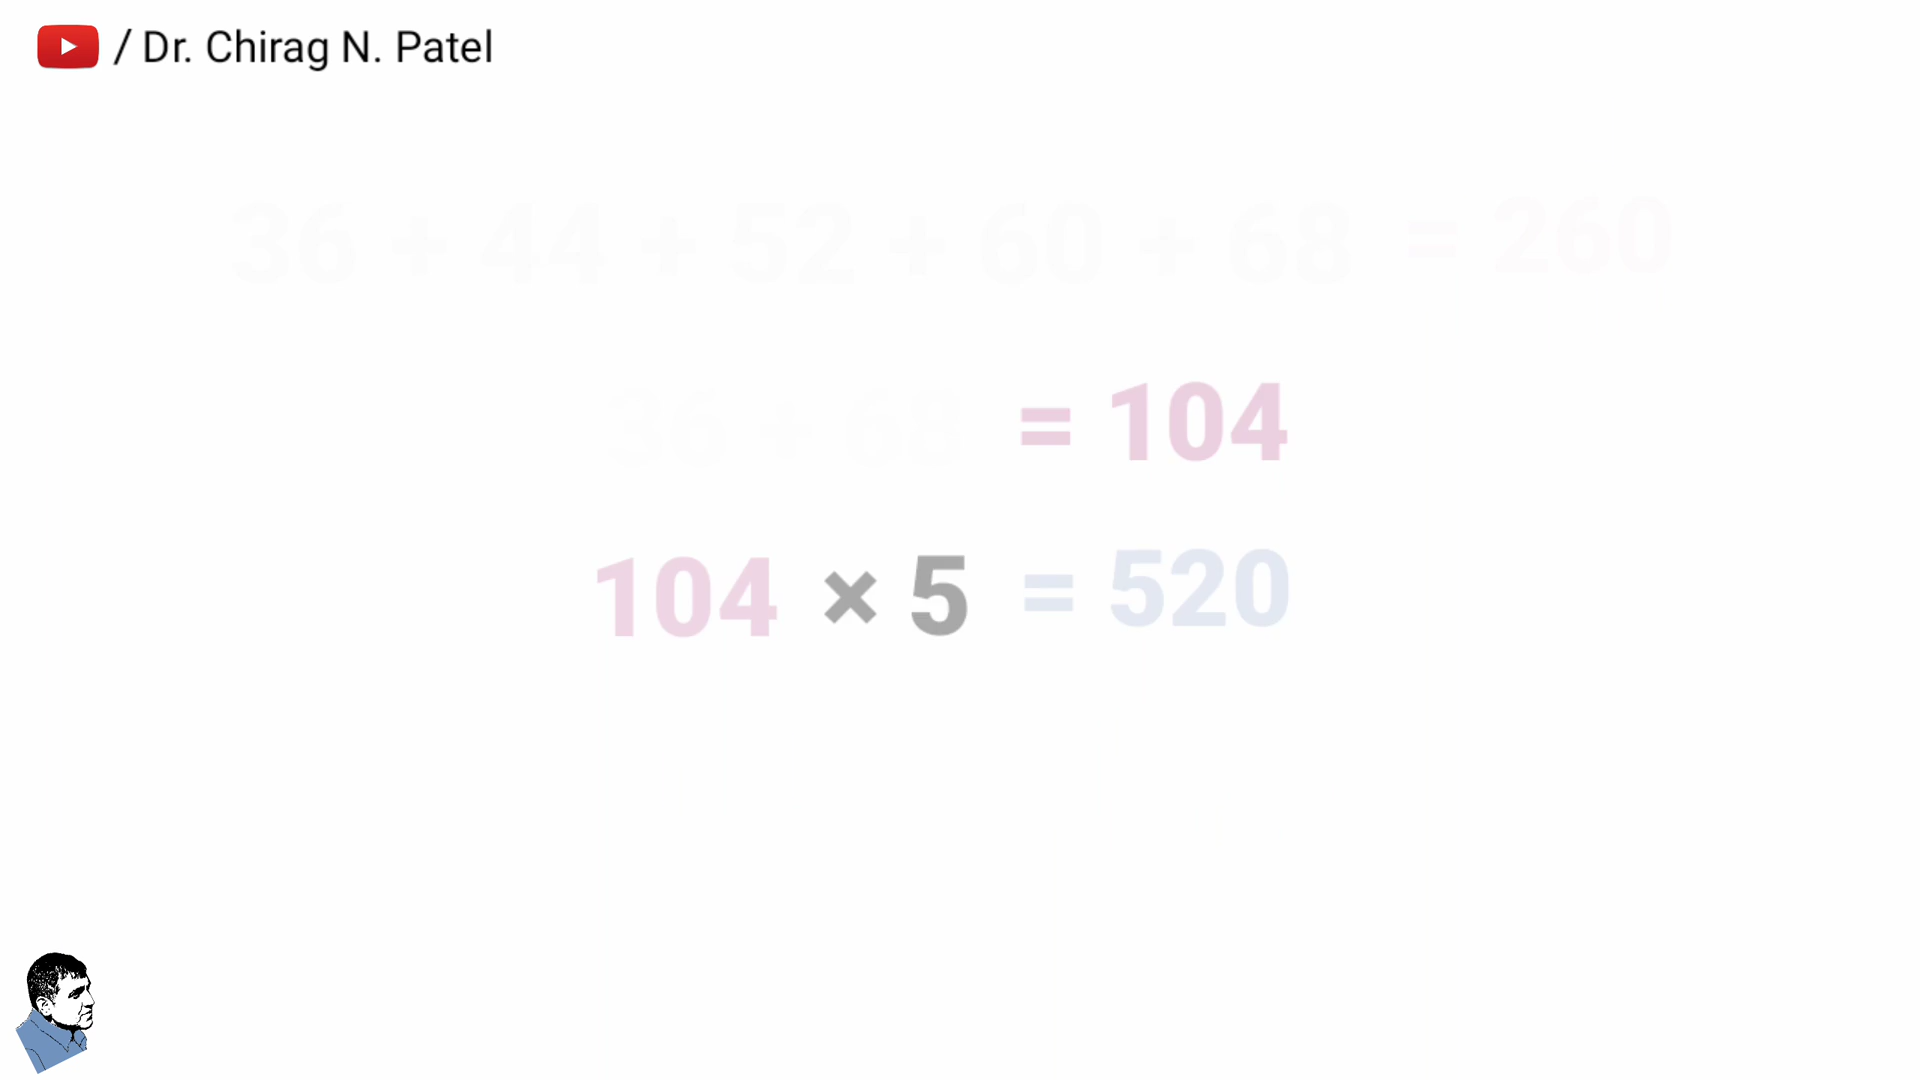 / Dr. Chirag N. Patel
36 + 44 + 52 + 60 + 68 = 260
36 + 68 = 104
104 × 5 = 520